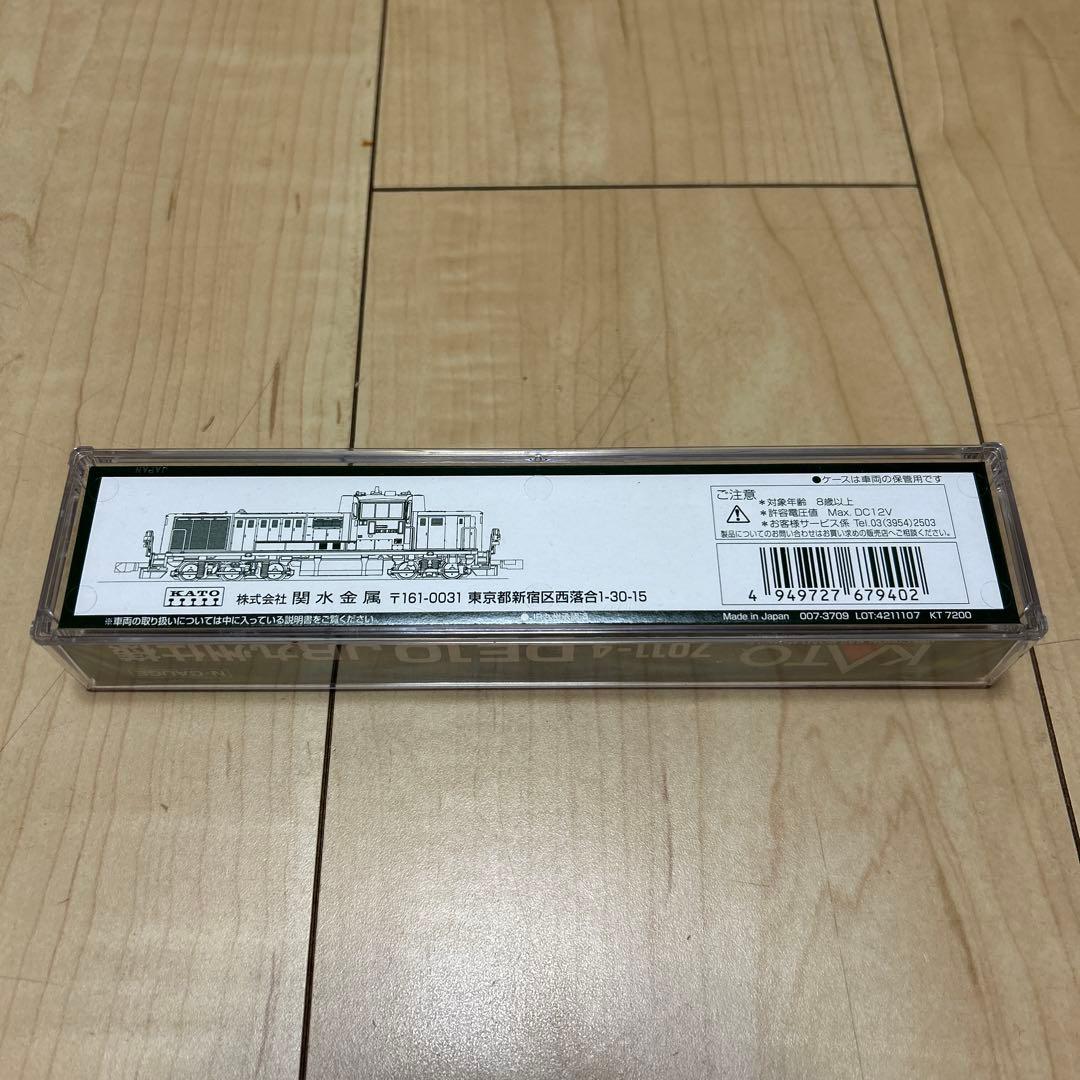 JAPAN
●ケースは車両の保管用です
ご注意
＊対象年齢 8歳以上
＊許容電圧値 Max. DC12V
＊お客様サービス係 Tel.03(3954)2503
製品についてのお問い合わせはお買い求めの販売店へご相談ください。
KATO
株式会社 関水金属 〒161-0031 東京都新宿区西落合1-30-15
4 949727 679402
※車両の取り扱いについては中に入っている説明書をご覧ください。
Made in Japan 007-3709 LOT:4211107 KT 7200
KATO 7011-4 DE10 JR九州仕様
N-GAUGE